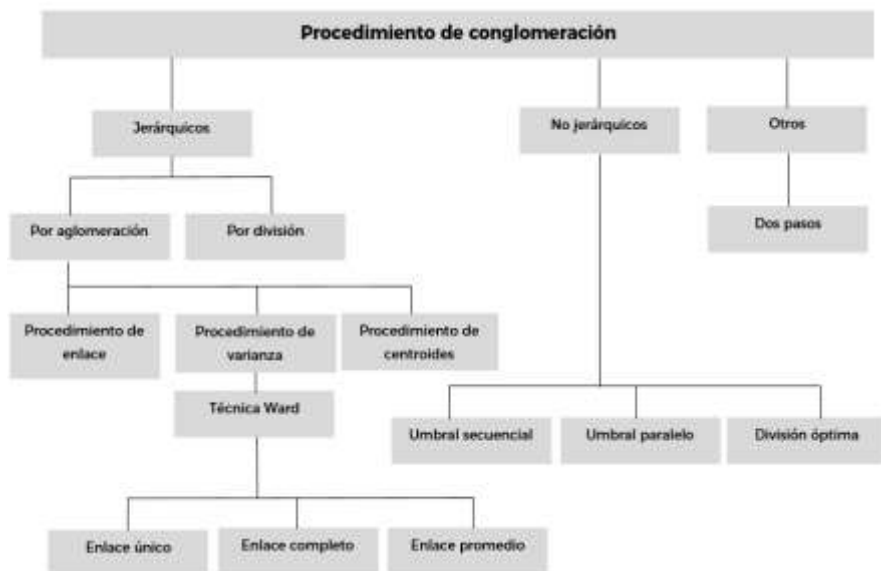 Procedimiento de conglomeración
Jerárquicos
No jerárquicos
Otros
Por aglomeración
Por división
Dos pasos
Procedimiento de
enlace
Procedimiento de
varianza
Procedimiento de
centroides
Técnica Ward
Umbral secuencial
Umbral paralelo
División óptima
Enlace único
Enlace completo
Enlace promedio